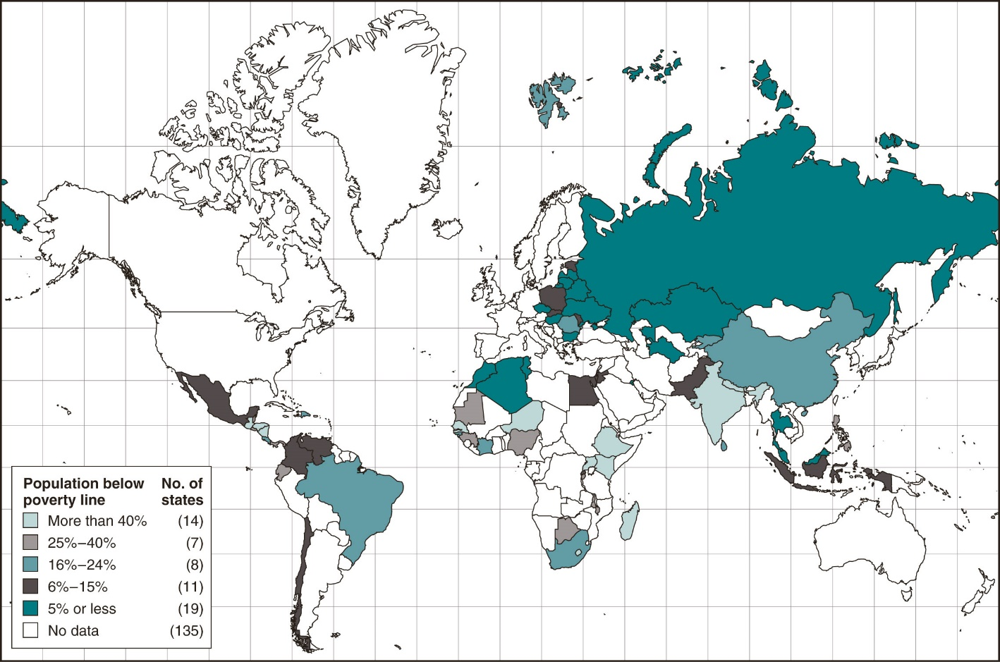 Population below No. of
poverty line states
More than 40% (14)
25%–40% (7)
16%–24% (8)
6%–15% (11)
5% or less (19)
No data (135)